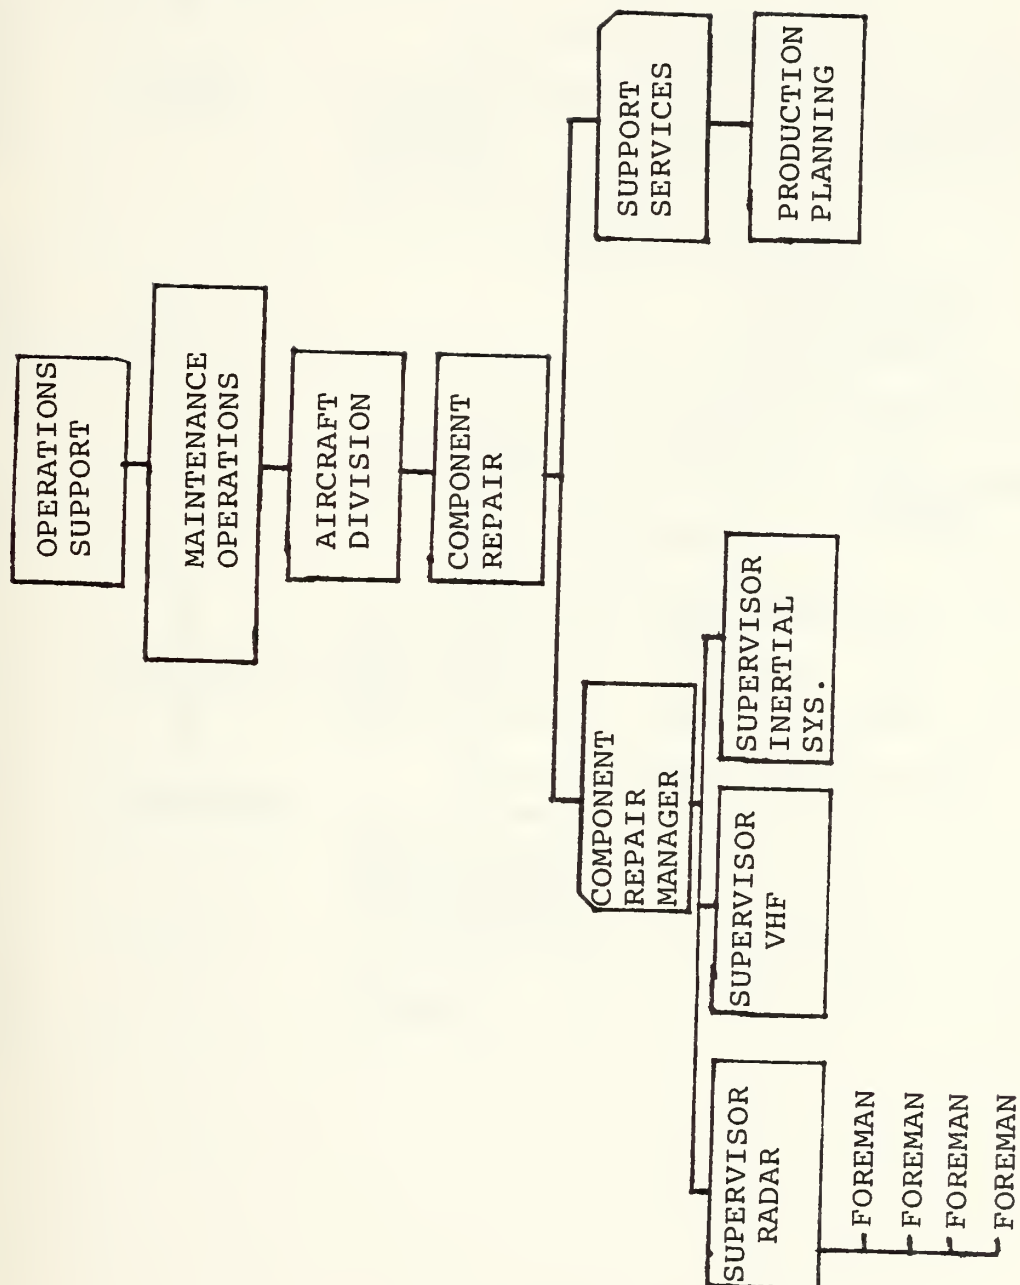 OPERATIONS
SUPPORT
MAINTENANCE
OPERATIONS
AIRCRAFT
DIVISION
COMPONENT
REPAIR
COMPONENT
REPAIR
MANAGER
SUPPORT
SERVICES
SUPERVISOR
RADAR
SUPERVISOR
VHF
SUPERVISOR
INERTIAL
SYS.
PRODUCTION
PLANNING
FOREMAN
FOREMAN
FOREMAN
FOREMAN